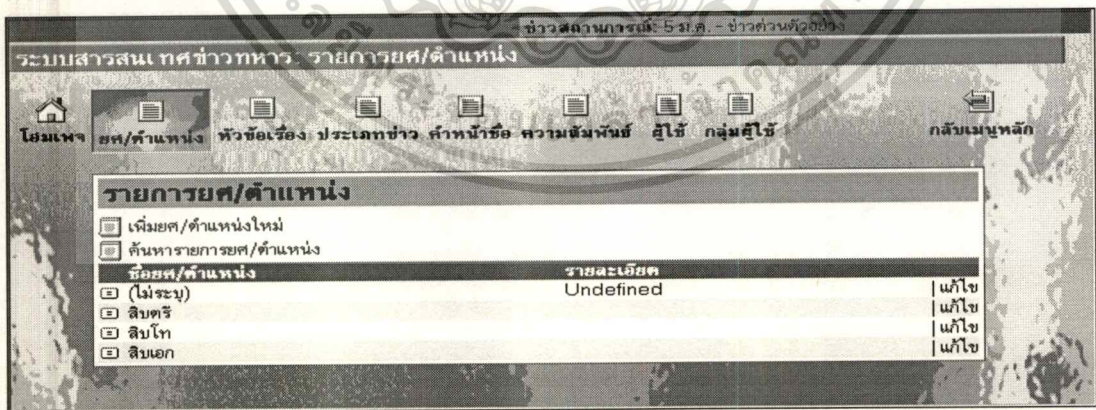 ข่าวสถานการณ์: 5 ม.ค. - ข่าวด่วนตัวอย่าง
ระบบสารสนเทศข่าวทหาร: รายการยศ/ตำแหน่ง
โฮมเพจ ยศ/ตำแหน่ง หัวข้อเรื่อง ประเภทข่าว คำหน้าชื่อ ความสัมพันธ์ ผู้ใช้ กลุ่มผู้ใช้ กลับเมนูหลัก
รายการยศ/ตำแหน่ง
เพิ่มยศ/ตำแหน่งใหม่
ค้นหารายการยศ/ตำแหน่ง
ชื่อยศ/ตำแหน่ง รายละเอียด
(ไม่ระบุ) Undefined | แก้ไข
สิบตรี | แก้ไข
สิบโท | แก้ไข
สิบเอก | แก้ไข